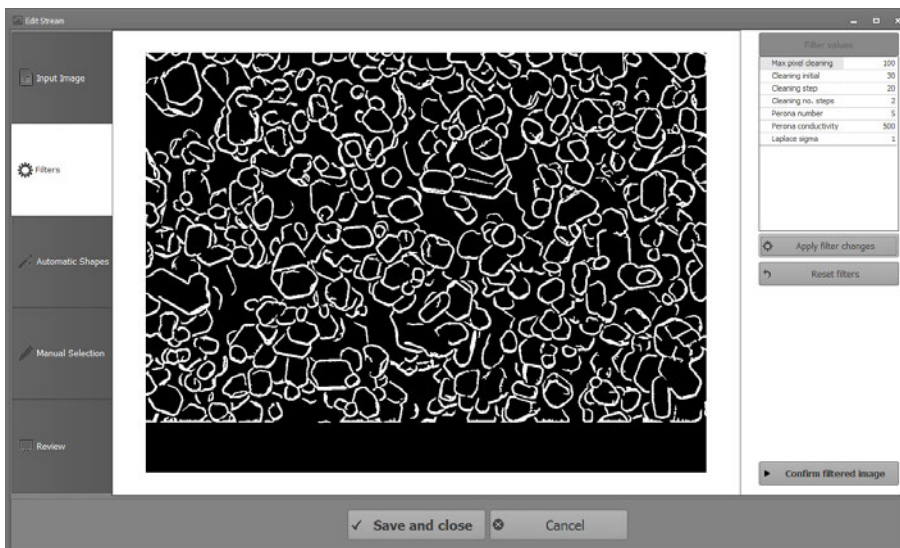 Edit Stream
Input Image
Filters
Automatic Shapes
Manual Selection
Review
Filter values
Max pixel cleaning 100
Cleaning initial 30
Cleaning step 20
Cleaning no. steps 2
Perona number 5
Perona conductivity 500
Laplace sigma 1
Apply filter changes
Reset filters
Confirm filtered image
Save and close
Cancel